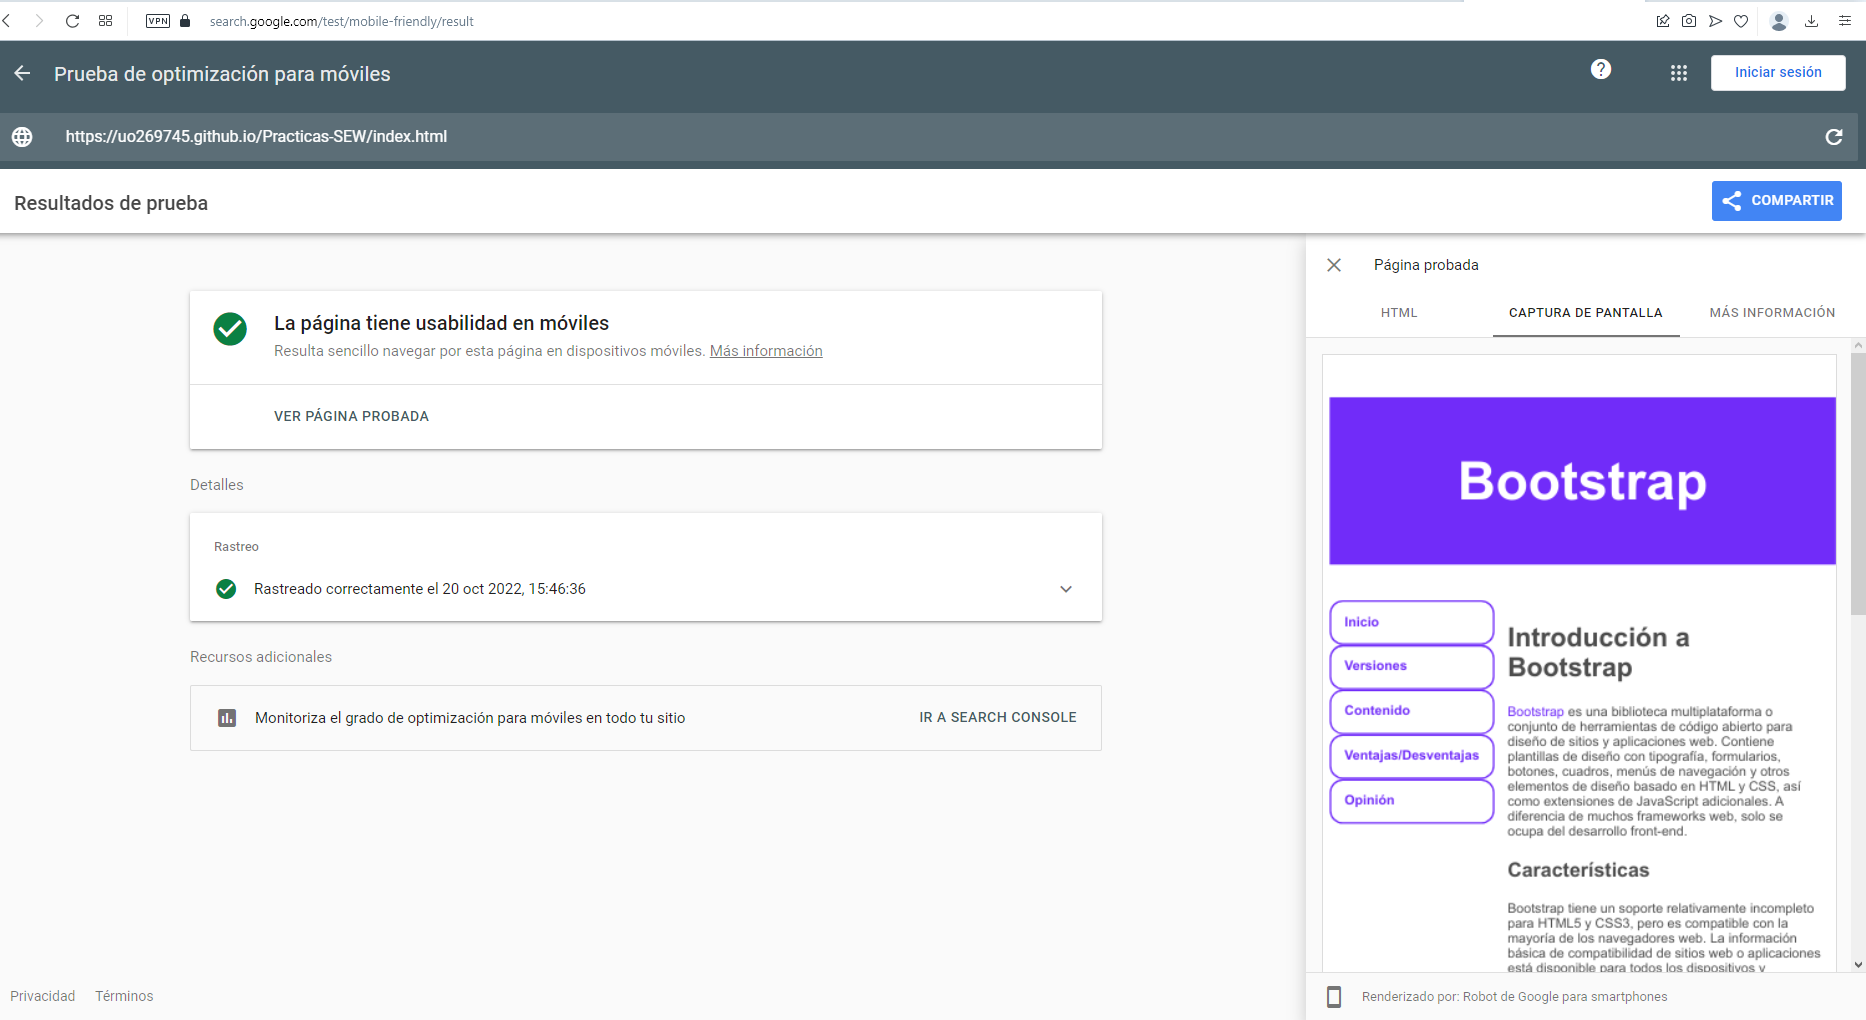 VPN
search.google.com/test/mobile-friendly/result
Prueba de optimización para móviles
?
Iniciar sesión
https://uo269745.github.io/Practicas-SEW/index.html
Resultados de prueba
COMPARTIR
La página tiene usabilidad en móviles
Resulta sencillo navegar por esta página en dispositivos móviles. Más información
VER PÁGINA PROBADA
Detalles
Rastreo
Rastreado correctamente el 20 oct 2022, 15:46:36
Recursos adicionales
Monitoriza el grado de optimización para móviles en todo tu sitio
IR A SEARCH CONSOLE
Privacidad
Términos
Página probada
HTML
CAPTURA DE PANTALLA
MÁS INFORMACIÓN
Bootstrap
Inicio
Versiones
Contenido
Ventajas/Desventajas
Opinión
Introducción a
Bootstrap
Bootstrap es una biblioteca multiplataforma o
conjunto de herramientas de código abierto para
diseño de sitios y aplicaciones web. Contiene
plantillas de diseño con tipografía, formularios,
botones, cuadros, menús de navegación y otros
elementos de diseño basado en HTML y CSS, así
como extensiones de JavaScript adicionales. A
diferencia de muchos frameworks web, solo se
ocupa del desarrollo front-end.
Características
Bootstrap tiene un soporte relativamente incompleto
para HTML5 y CSS3, pero es compatible con la
mayoría de los navegadores web. La información
básica de compatibilidad de sitios web o aplicaciones
está disponible para todos los dispositivos y
Renderizado por: Robot de Google para smartphones